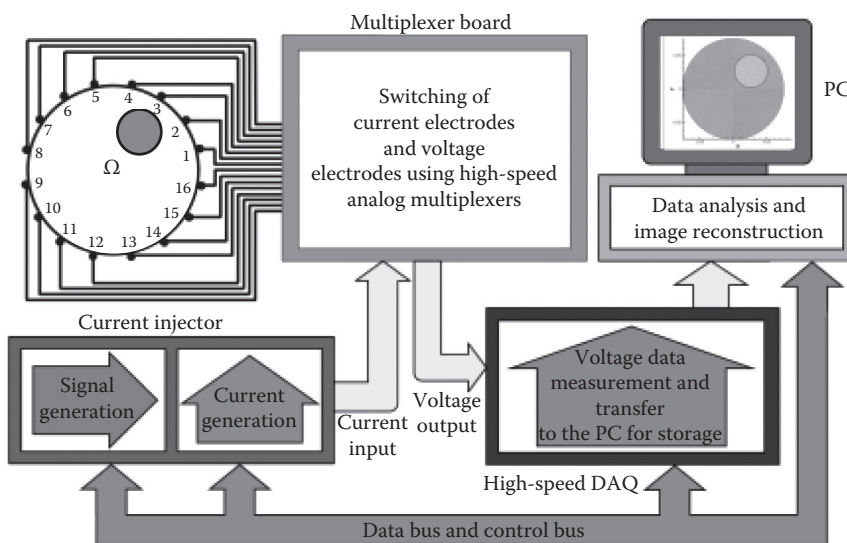 Multiplexer board
5
4
6
3
7
2
8
1
Ω
9
16
10
15
11
14
12
13
Switching of
current electrodes
and voltage
electrodes using high-speed
analog multiplexers
PC
Data analysis and
image reconstruction
Current injector
Signal
generation
Current
generation
Current
input
Voltage
output
Voltage data
measurement and
transfer
to the PC for storage
High-speed DAQ
Data bus and control bus